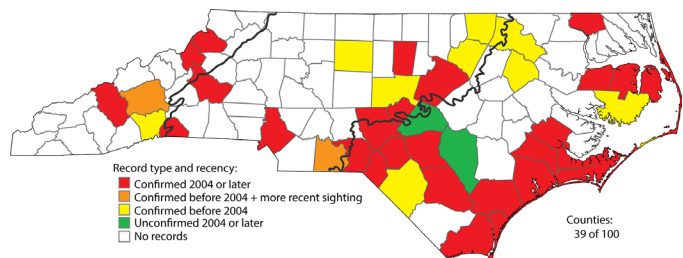 Record type and recency:
Confirmed 2004 or later
Confirmed before 2004 + more recent sighting
Confirmed before 2004
Unconfirmed 2004 or later
No records
Counties:
39 of 100